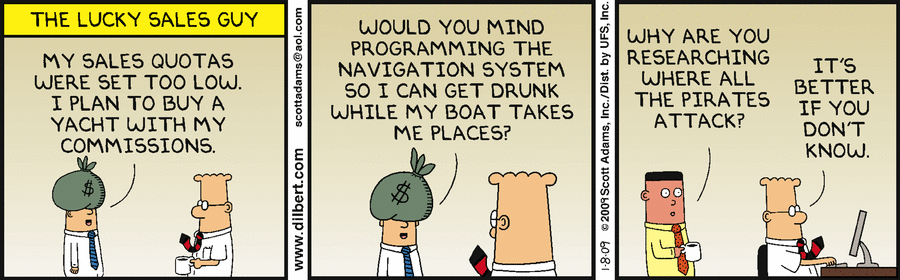 THE LUCKY SALES GUY
MY SALES QUOTAS
WERE SET TOO LOW.
I PLAN TO BUY A
YACHT WITH MY
COMMISSIONS.
$
www.dilbert.com
scottadams@aol.com
WOULD YOU MIND
PROGRAMMING THE
NAVIGATION SYSTEM
SO I CAN GET DRUNK
WHILE MY BOAT TAKES
ME PLACES?
$
1-8-09 © 2009 Scott Adams, Inc./Dist. by UFS, Inc.
WHY ARE YOU
RESEARCHING
WHERE ALL
THE PIRATES
ATTACK?
IT'S
BETTER
IF YOU
DON'T
KNOW.